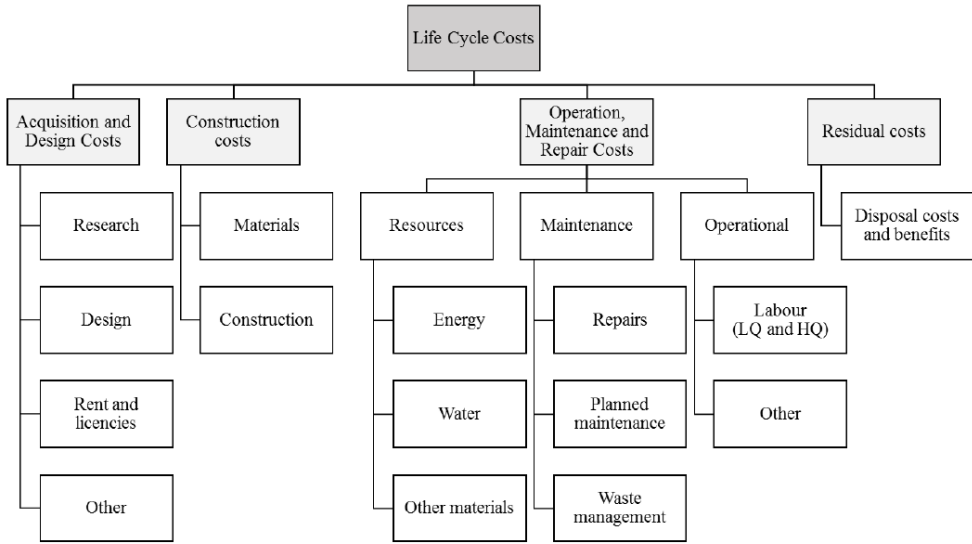 Life Cycle Costs
Acquisition and
Design Costs
Construction
costs
Operation,
Maintenance and
Repair Costs
Residual costs
Research
Materials
Resources
Maintenance
Operational
Disposal costs
and benefits
Design
Construction
Energy
Repairs
Labour
(LQ and HQ)
Rent and
licencies
Water
Planned
maintenance
Other
Other
Other materials
Waste
management